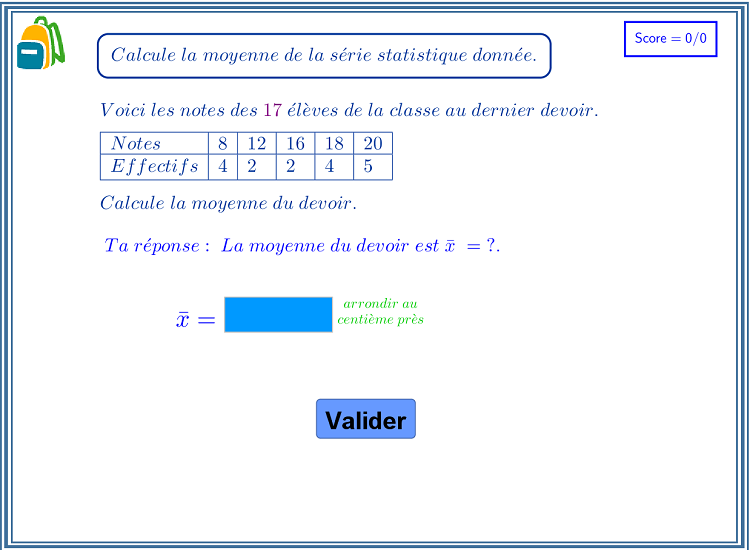 Score = 0/0
Calcule la moyenne de la série statistique donnée.
Voici les notes des 17 élèves de la classe au dernier devoir.
Notes 8 12 16 18 20
Effectifs 4 2 2 4 5
Calcule la moyenne du devoir.
Ta réponse : La moyenne du devoir est x̄ = ?.
x̄ =
arrondir au
centième près
Valider